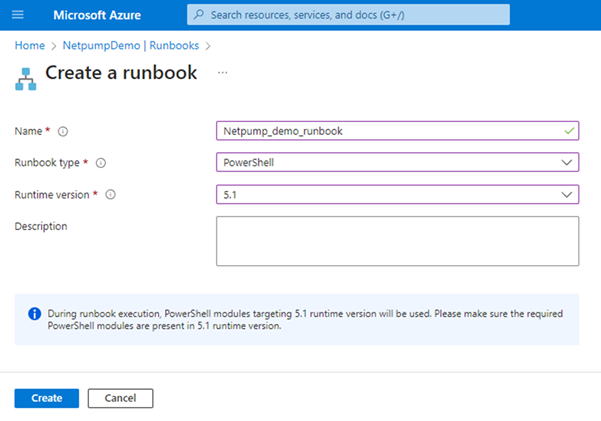 Microsoft Azure
Search resources, services, and docs (G+/)
Home > NetpumpDemo | Runbooks >
Create a runbook ...
Name *
Netpump_demo_runbook
Runbook type *
PowerShell
Runtime version *
5.1
Description
During runbook execution, PowerShell modules targeting 5.1 runtime version will be used. Please make sure the required
PowerShell modules are present in 5.1 runtime version.
Create
Cancel